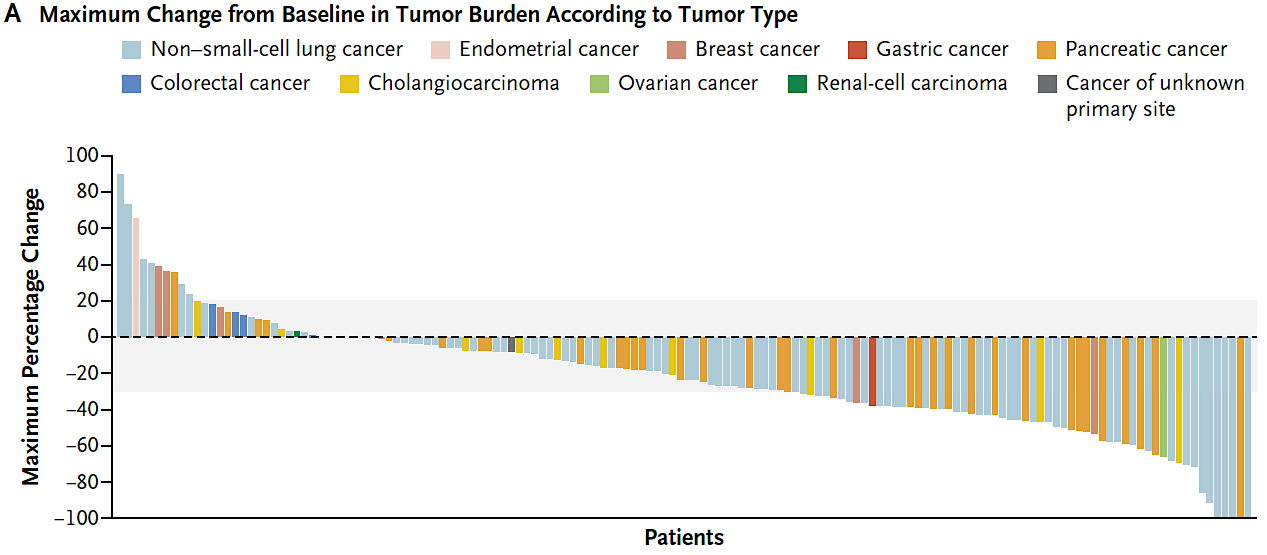 A Maximum Change from Baseline in Tumor Burden According to Tumor Type
Non–small-cell lung cancer Endometrial cancer Breast cancer Gastric cancer Pancreatic cancer
Colorectal cancer Cholangiocarcinoma Ovarian cancer Renal-cell carcinoma Cancer of unknown
primary site
Maximum Percentage Change
100
80
60
40
20
0
–20
–40
–60
–80
–100
Patients